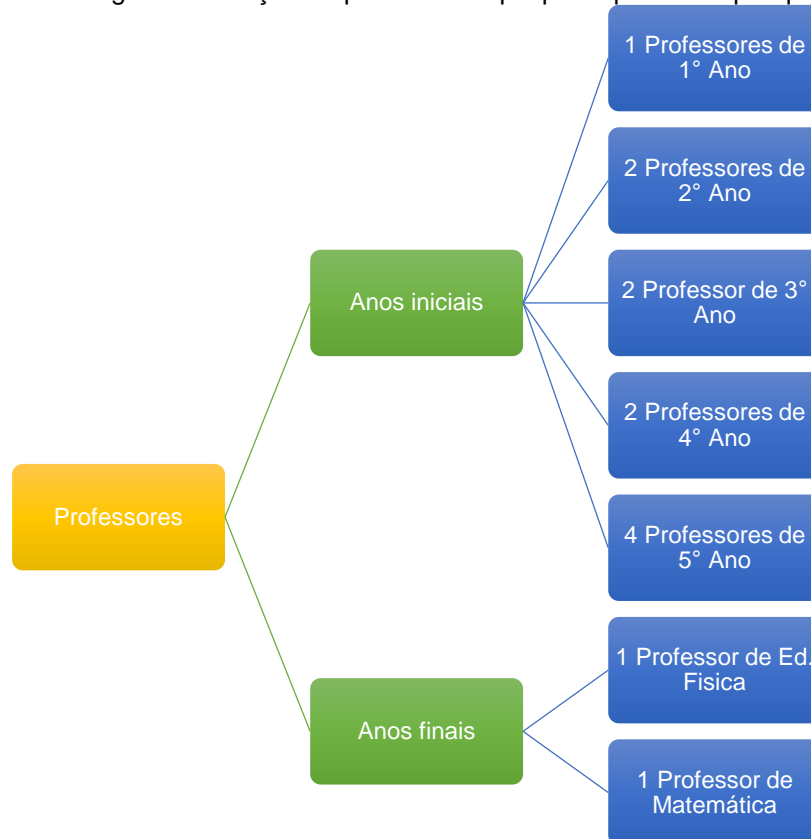 1 Professores de
1° Ano
2 Professores de
2° Ano
2 Professor de 3°
Ano
2 Professores de
4° Ano
4 Professores de
5° Ano
Anos iniciais
Professores
Anos finais
1 Professor de Ed.
Fisica
1 Professor de
Matemática